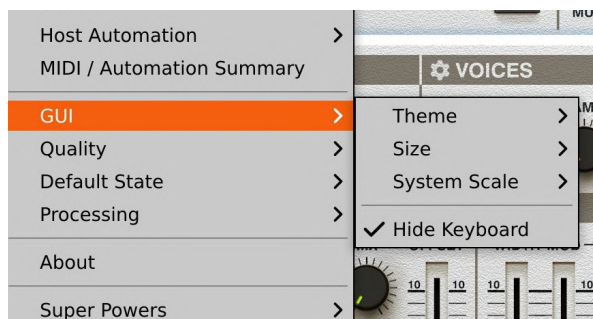 MU
Host Automation
MIDI / Automation Summary
VOICES
GUI
Theme
Quality
Size
Default State
System Scale
Processing
Hide Keyboard
About
10 10 10 10
Super Powers